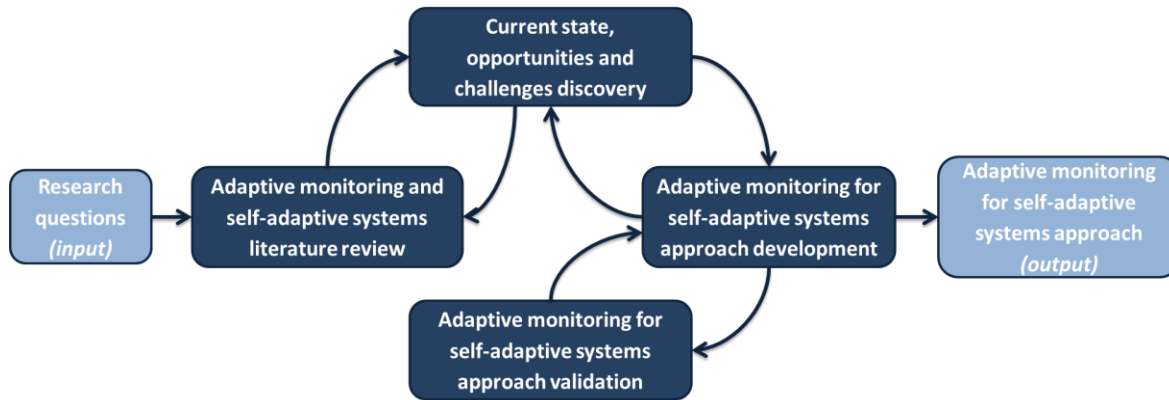 Current state,
opportunities and
challenges discovery
Research
questions
(input)
Adaptive monitoring and
self-adaptive systems
literature review
Adaptive monitoring for
self-adaptive systems
approach development
Adaptive monitoring
for self-adaptive
systems approach
(output)
Adaptive monitoring for
self-adaptive systems
approach validation